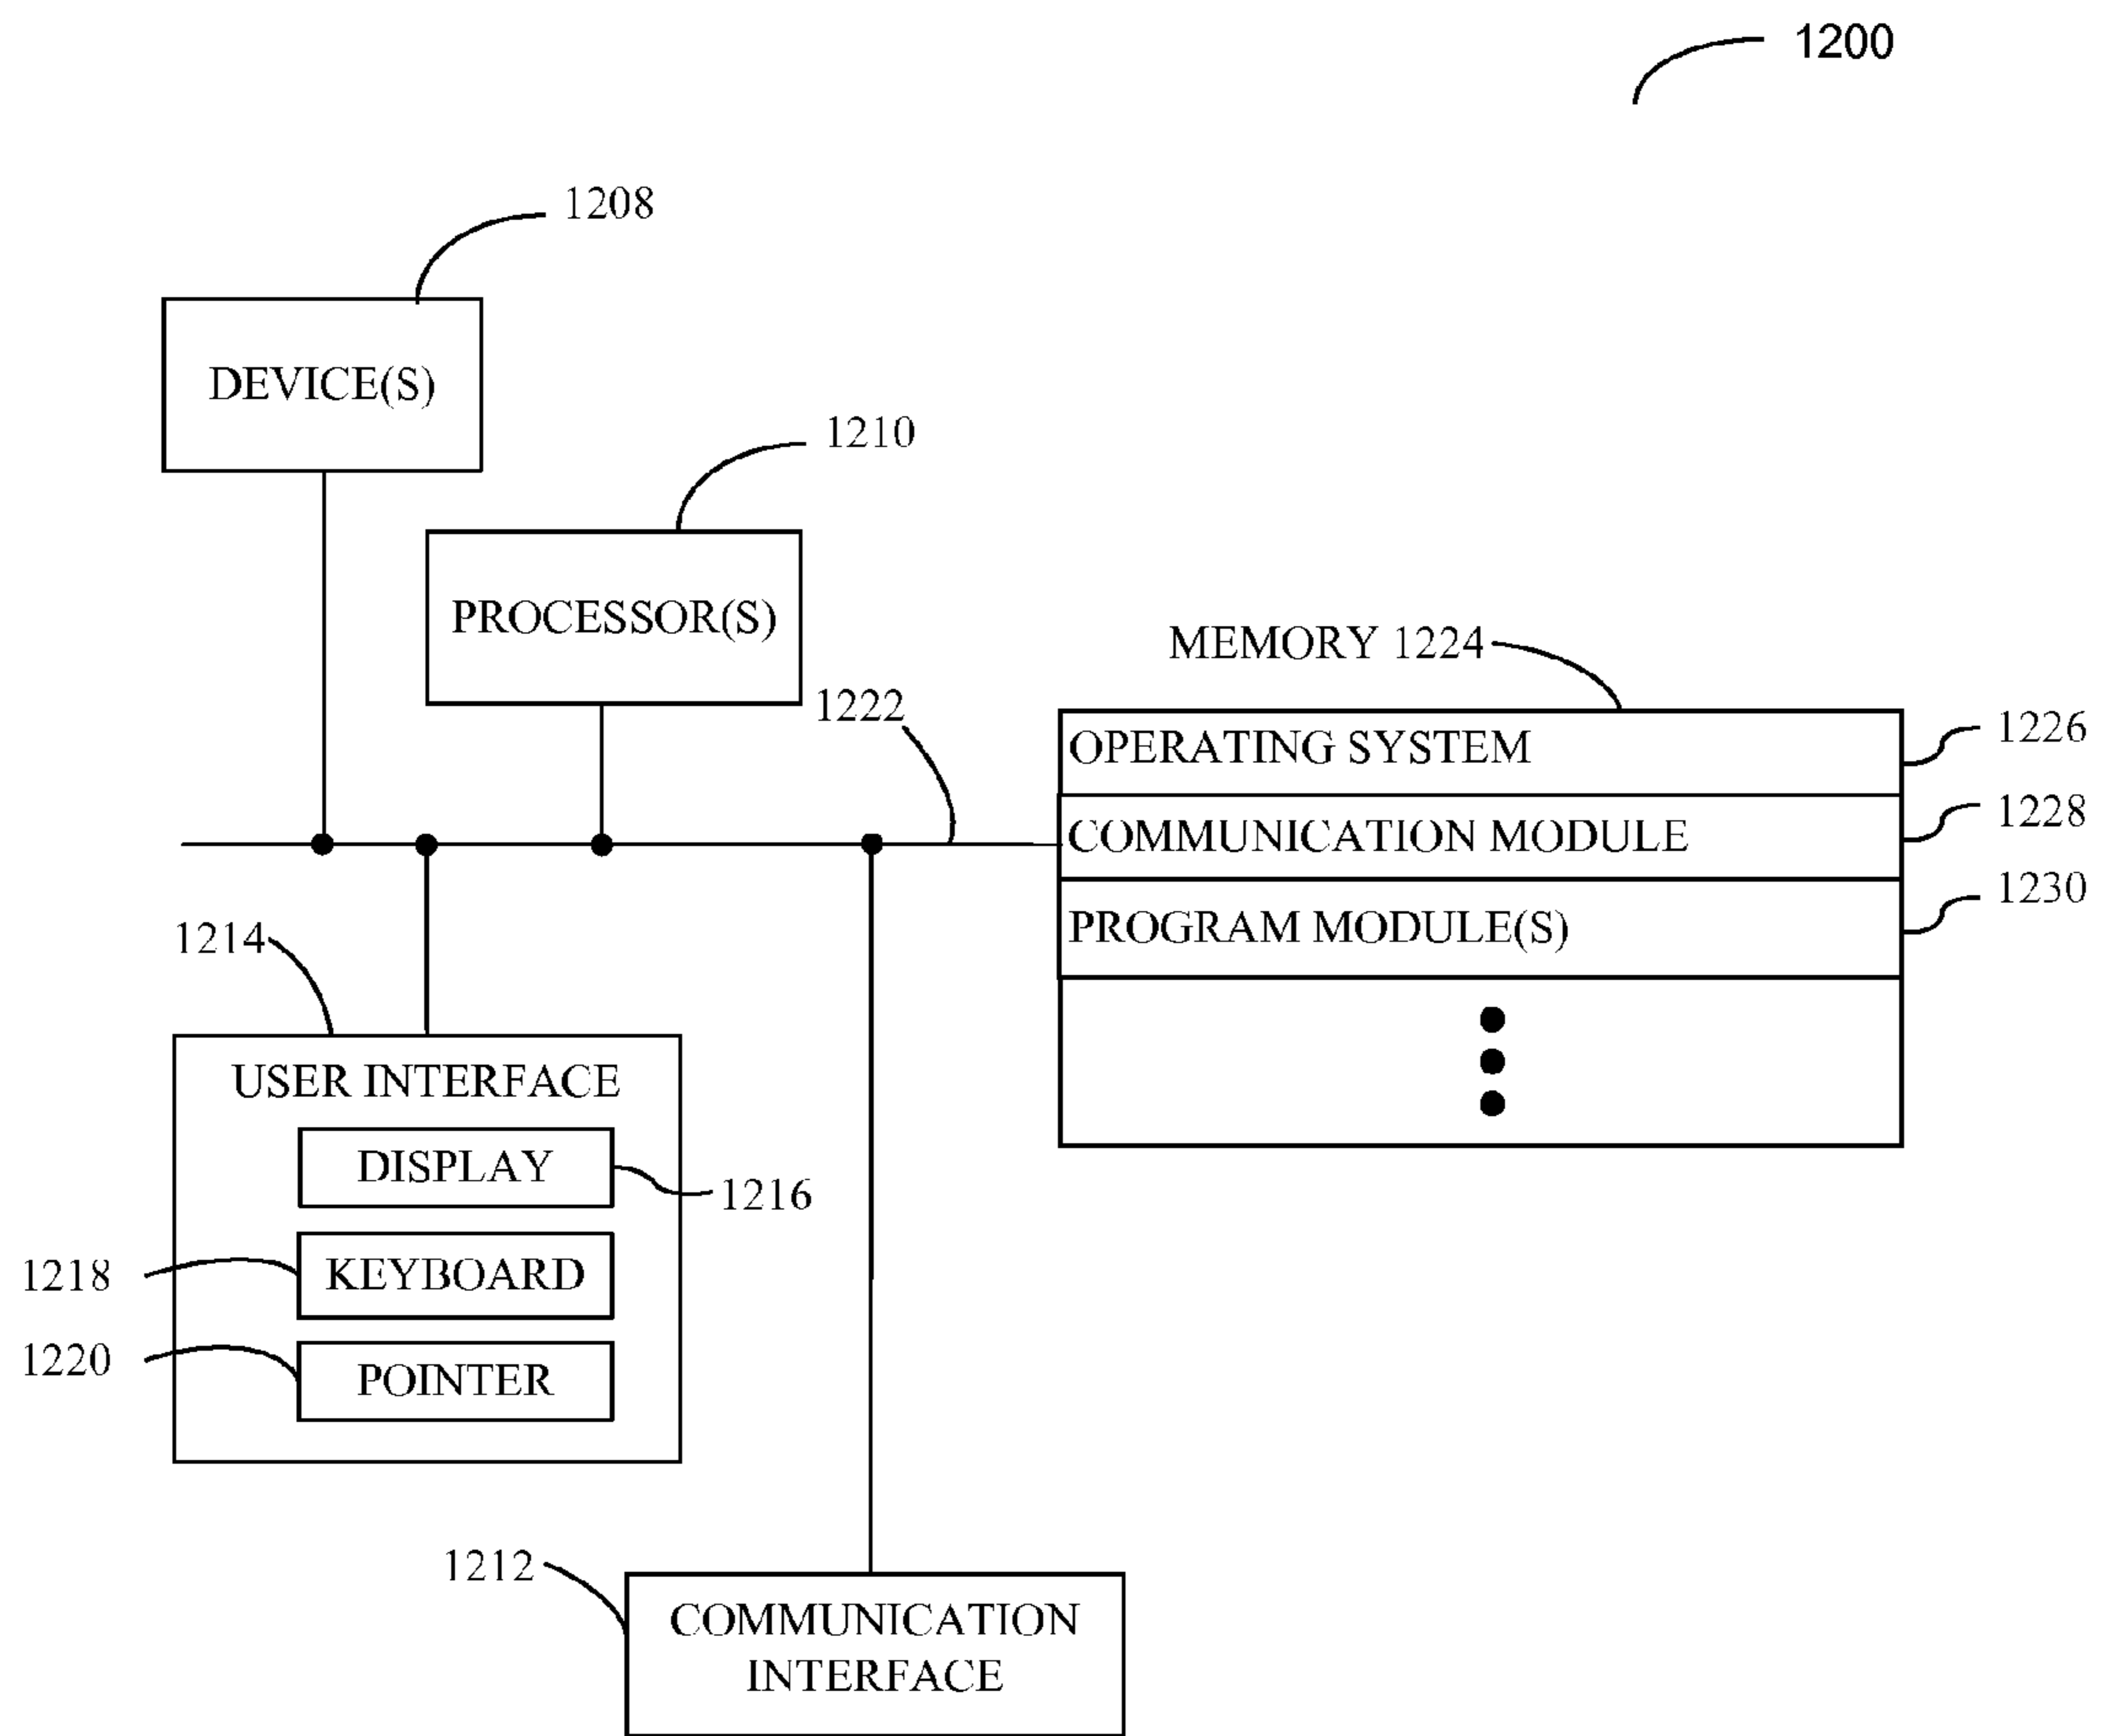 1200
1208
DEVICE(S)
1210
PROCESSOR(S)
MEMORY 1224
1222
OPERATING SYSTEM
1226
COMMUNICATION MODULE
1228
PROGRAM MODULE(S)
1230
1214
USER INTERFACE
DISPLAY
1216
1218
KEYBOARD
1220
POINTER
1212
COMMUNICATION
INTERFACE